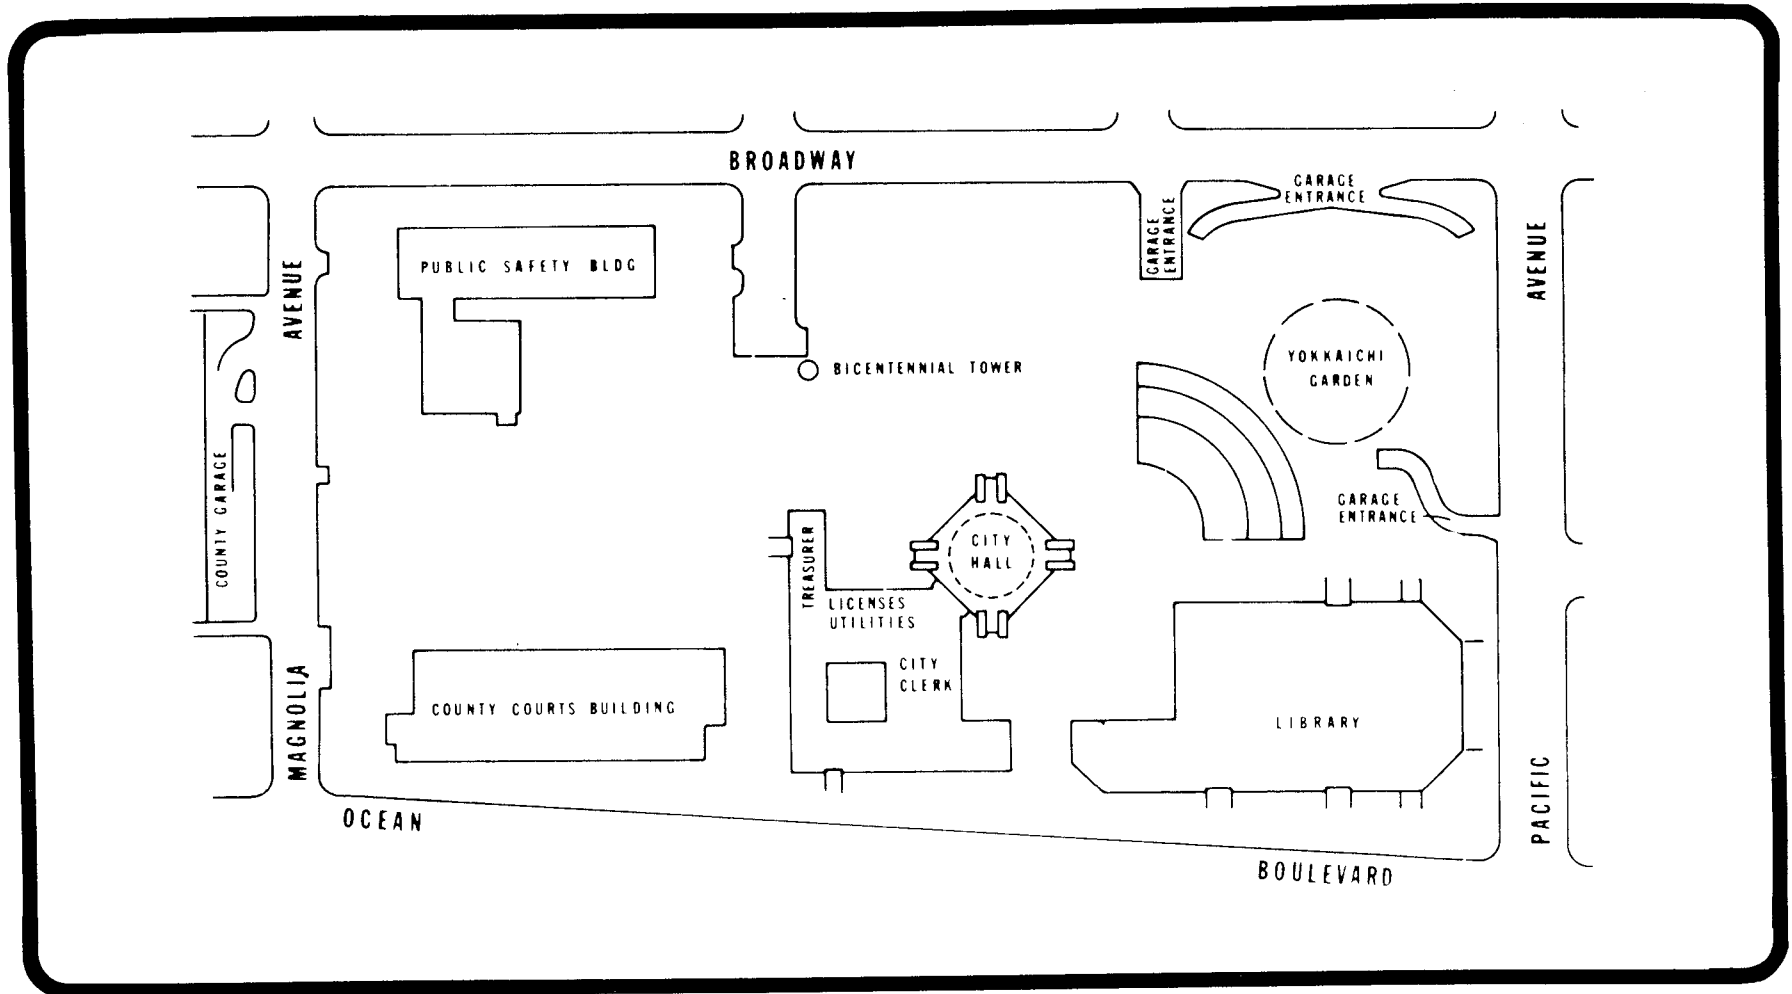 BROADWAY
GARAGE
ENTRANCE
GARAGE
ENTRANCE
AVENUE
AVENUE
PUBLIC SAFETY BLDG
YOKKAICHI
GARDEN
BICENTENNIAL TOWER
COUNTY GARAGE
GARAGE
ENTRANCE
CITY
HALL
TREASURER
LICENSES
UTILITIES
CITY
CLERK
MAGNOLIA
COUNTY COURTS BUILDING
LIBRARY
PACIFIC
OCEAN
BOULEVARD